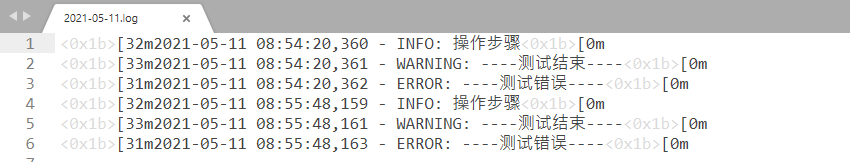 2021-05-11.log
1 <0x1b>[32m2021-05-11 08:54:20,360 - INFO: 操作步骤<0x1b>[0m
2 <0x1b>[33m2021-05-11 08:54:20,361 - WARNING: ----测试结束----<0x1b>[0m
3 <0x1b>[31m2021-05-11 08:54:20,362 - ERROR: ----测试错误----<0x1b>[0m
4 <0x1b>[32m2021-05-11 08:55:48,159 - INFO: 操作步骤<0x1b>[0m
5 <0x1b>[33m2021-05-11 08:55:48,161 - WARNING: ----测试结束----<0x1b>[0m
6 <0x1b>[31m2021-05-11 08:55:48,163 - ERROR: ----测试错误----<0x1b>[0m
7